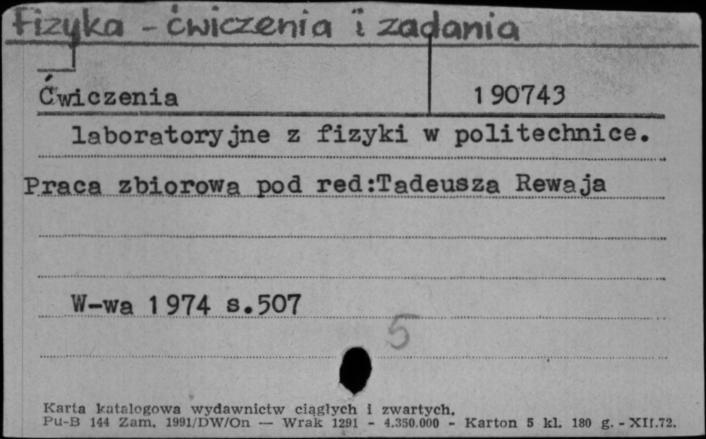 Fizyka - ćwiczenia i zadania
Ćwiczenia 190743
laboratoryjne z fizyki w politechnice.
Praca zbiorowa pod red:Tadeusza Rewaja
W-wa 1974 s.507
5
Karta katalogowa wydawnictw ciągłych i zwartych.
Pu-B 144 Zam. 1991/DW/On — Wrak 1291 - 4.350.000 - Karton 5 kl. 180 g. - XII.72.